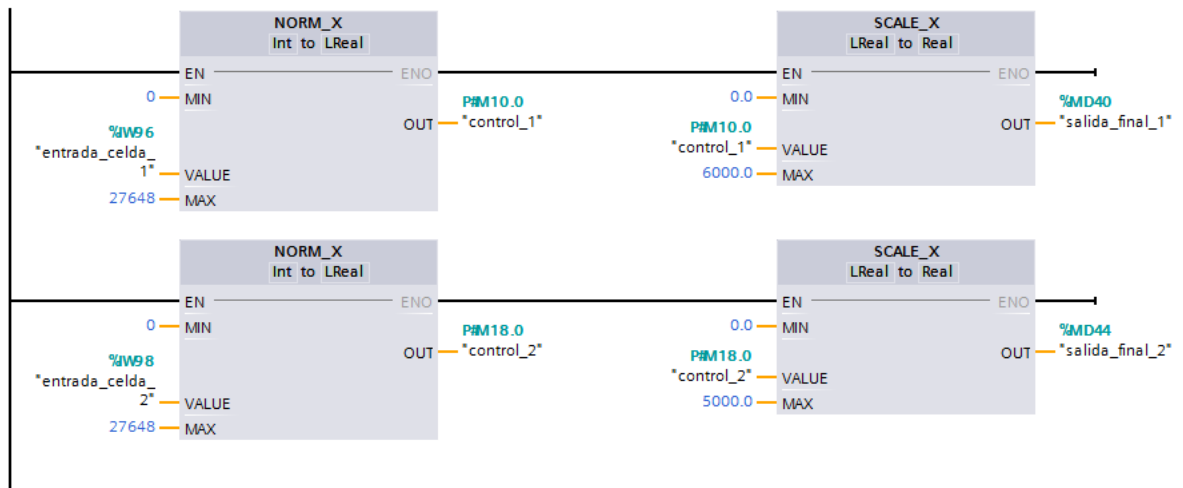 NORM_X
Int to LReal
SCALE_X
LReal to Real
EN ENO
EN ENO
0 MIN
0.0 MIN
P#M10.0
"control_1"
OUT
%MD40
"salida_final_1"
OUT
%IW96
"entrada_celda_
1" VALUE
P#M10.0
"control_1" VALUE
27648 MAX
6000.0 MAX
NORM_X
Int to LReal
SCALE_X
LReal to Real
EN ENO
EN ENO
0 MIN
0.0 MIN
P#M18.0
"control_2"
OUT
%MD44
"salida_final_2"
OUT
%IW98
"entrada_celda_
2" VALUE
P#M18.0
"control_2" VALUE
27648 MAX
5000.0 MAX